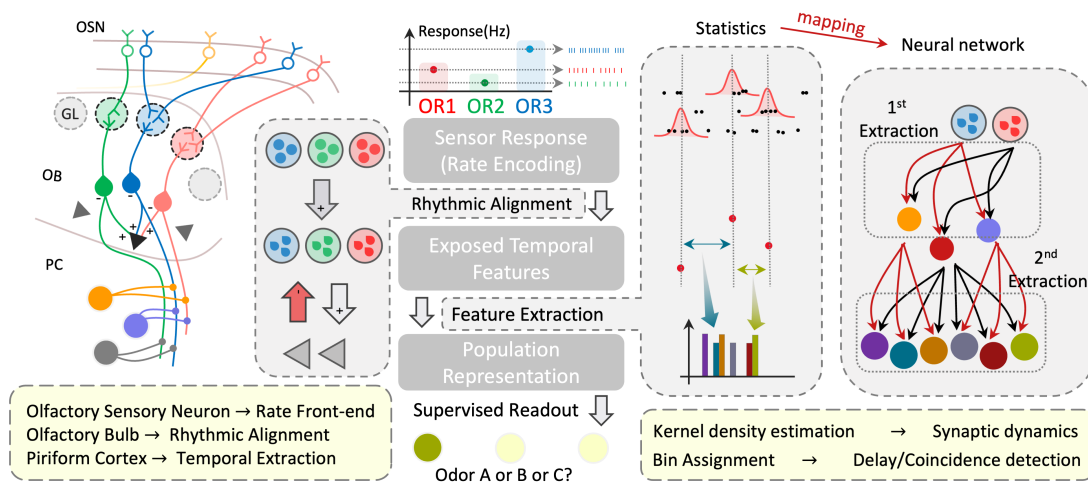 OSN
GL
OB
PC
Response(Hz)
OR1 OR2 OR3
Sensor Response
(Rate Encoding)
Rhythmic Alignment
Exposed Temporal
Features
Feature Extraction
Population
Representation
Supervised Readout
Odor A or B or C?
+
+
-
-
-
+
+
+
-
Statistics
mapping
Neural network
1st
Extraction
2nd
Extraction
Olfactory Sensory Neuron → Rate Front-end
Olfactory Bulb → Rhythmic Alignment
Piriform Cortex → Temporal Extraction
Kernel density estimation → Synaptic dynamics
Bin Assignment → Delay/Coincidence detection